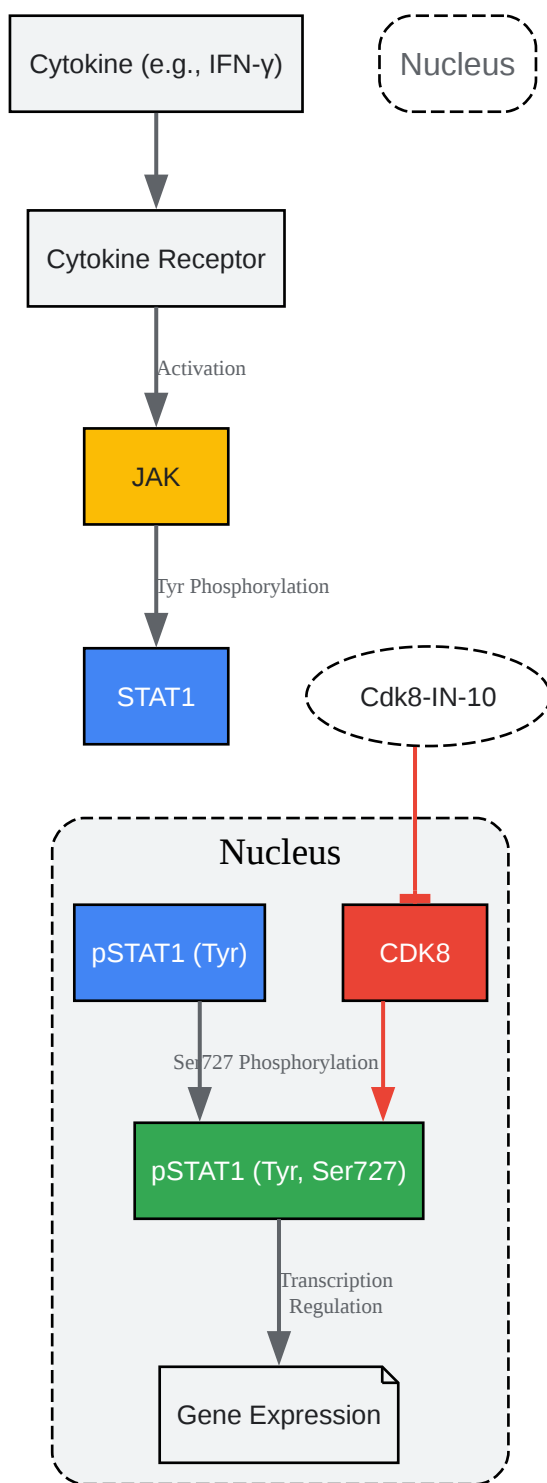 Cytokine (e.g., IFN-γ)
Nucleus
Cytokine Receptor
Activation
JAK
Tyr Phosphorylation
STAT1
Cdk8-IN-10
Nucleus
pSTAT1 (Tyr)
CDK8
Ser727 Phosphorylation
pSTAT1 (Tyr, Ser727)
Transcription
Regulation
Gene Expression